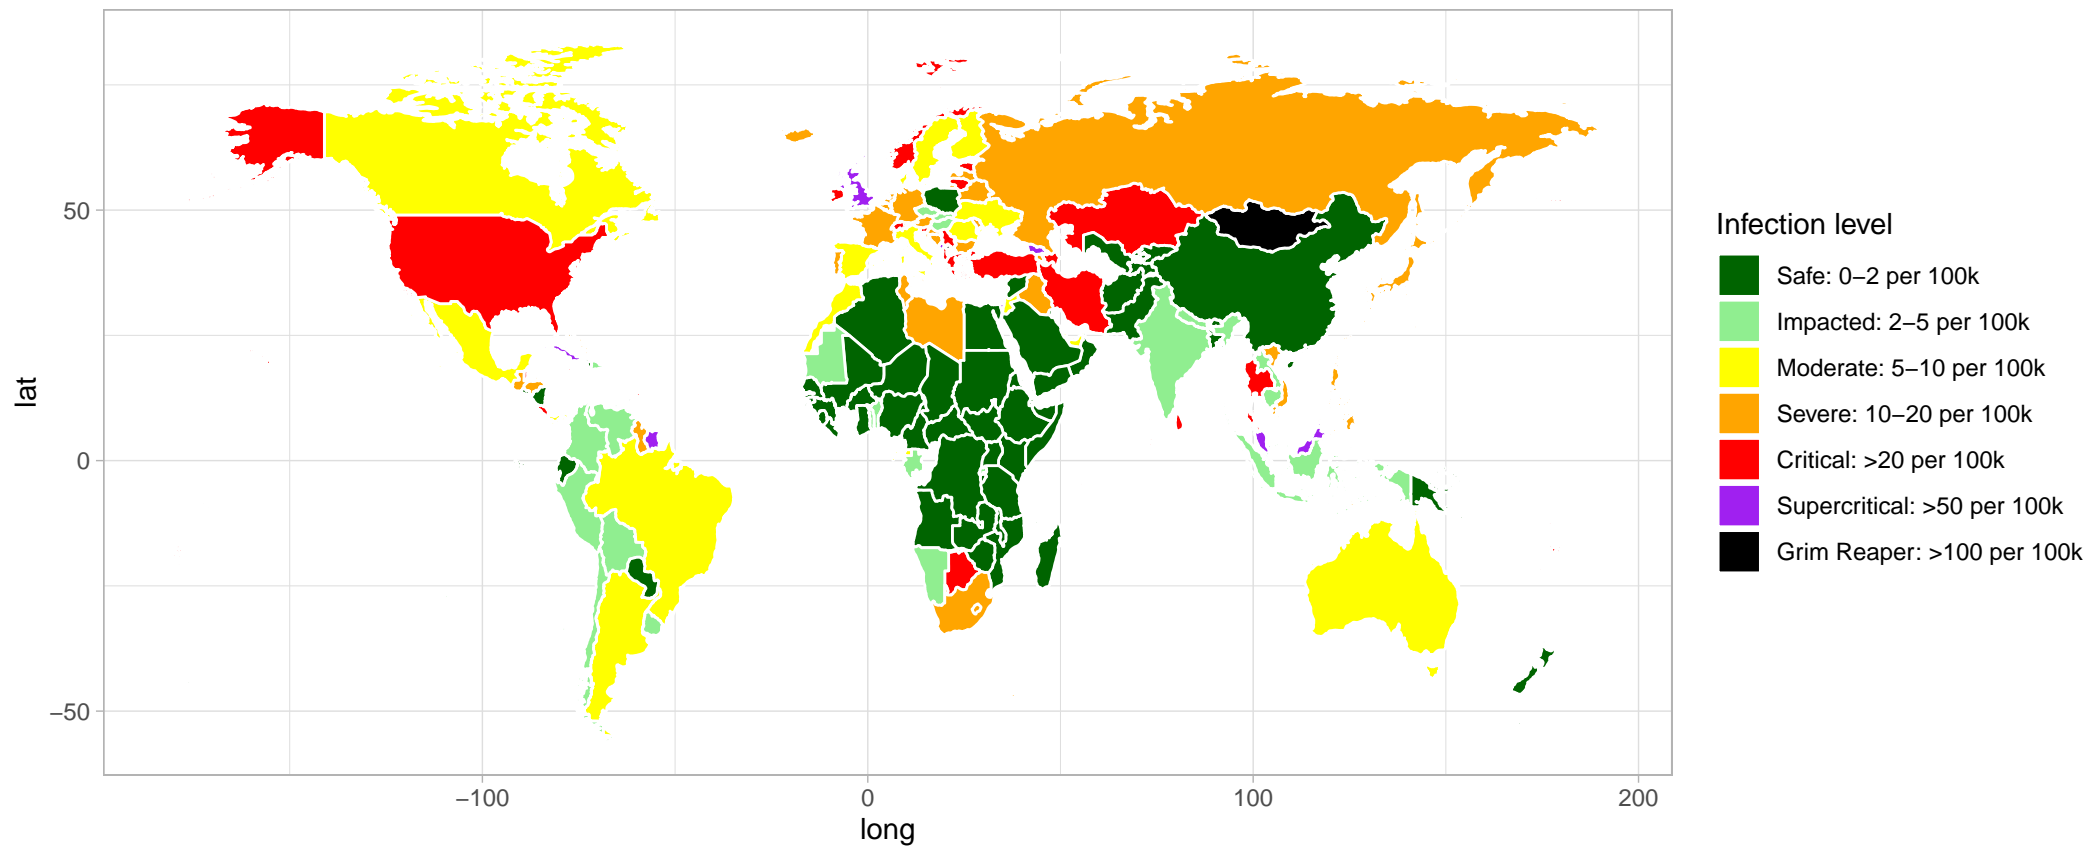 50
0
−50
lat
−100
0
100
200
long
Infection level
Safe: 0−2 per 100k
Impacted: 2−5 per 100k
Moderate: 5−10 per 100k
Severe: 10−20 per 100k
Critical: >20 per 100k
Supercritical: >50 per 100k
Grim Reaper: >100 per 100k